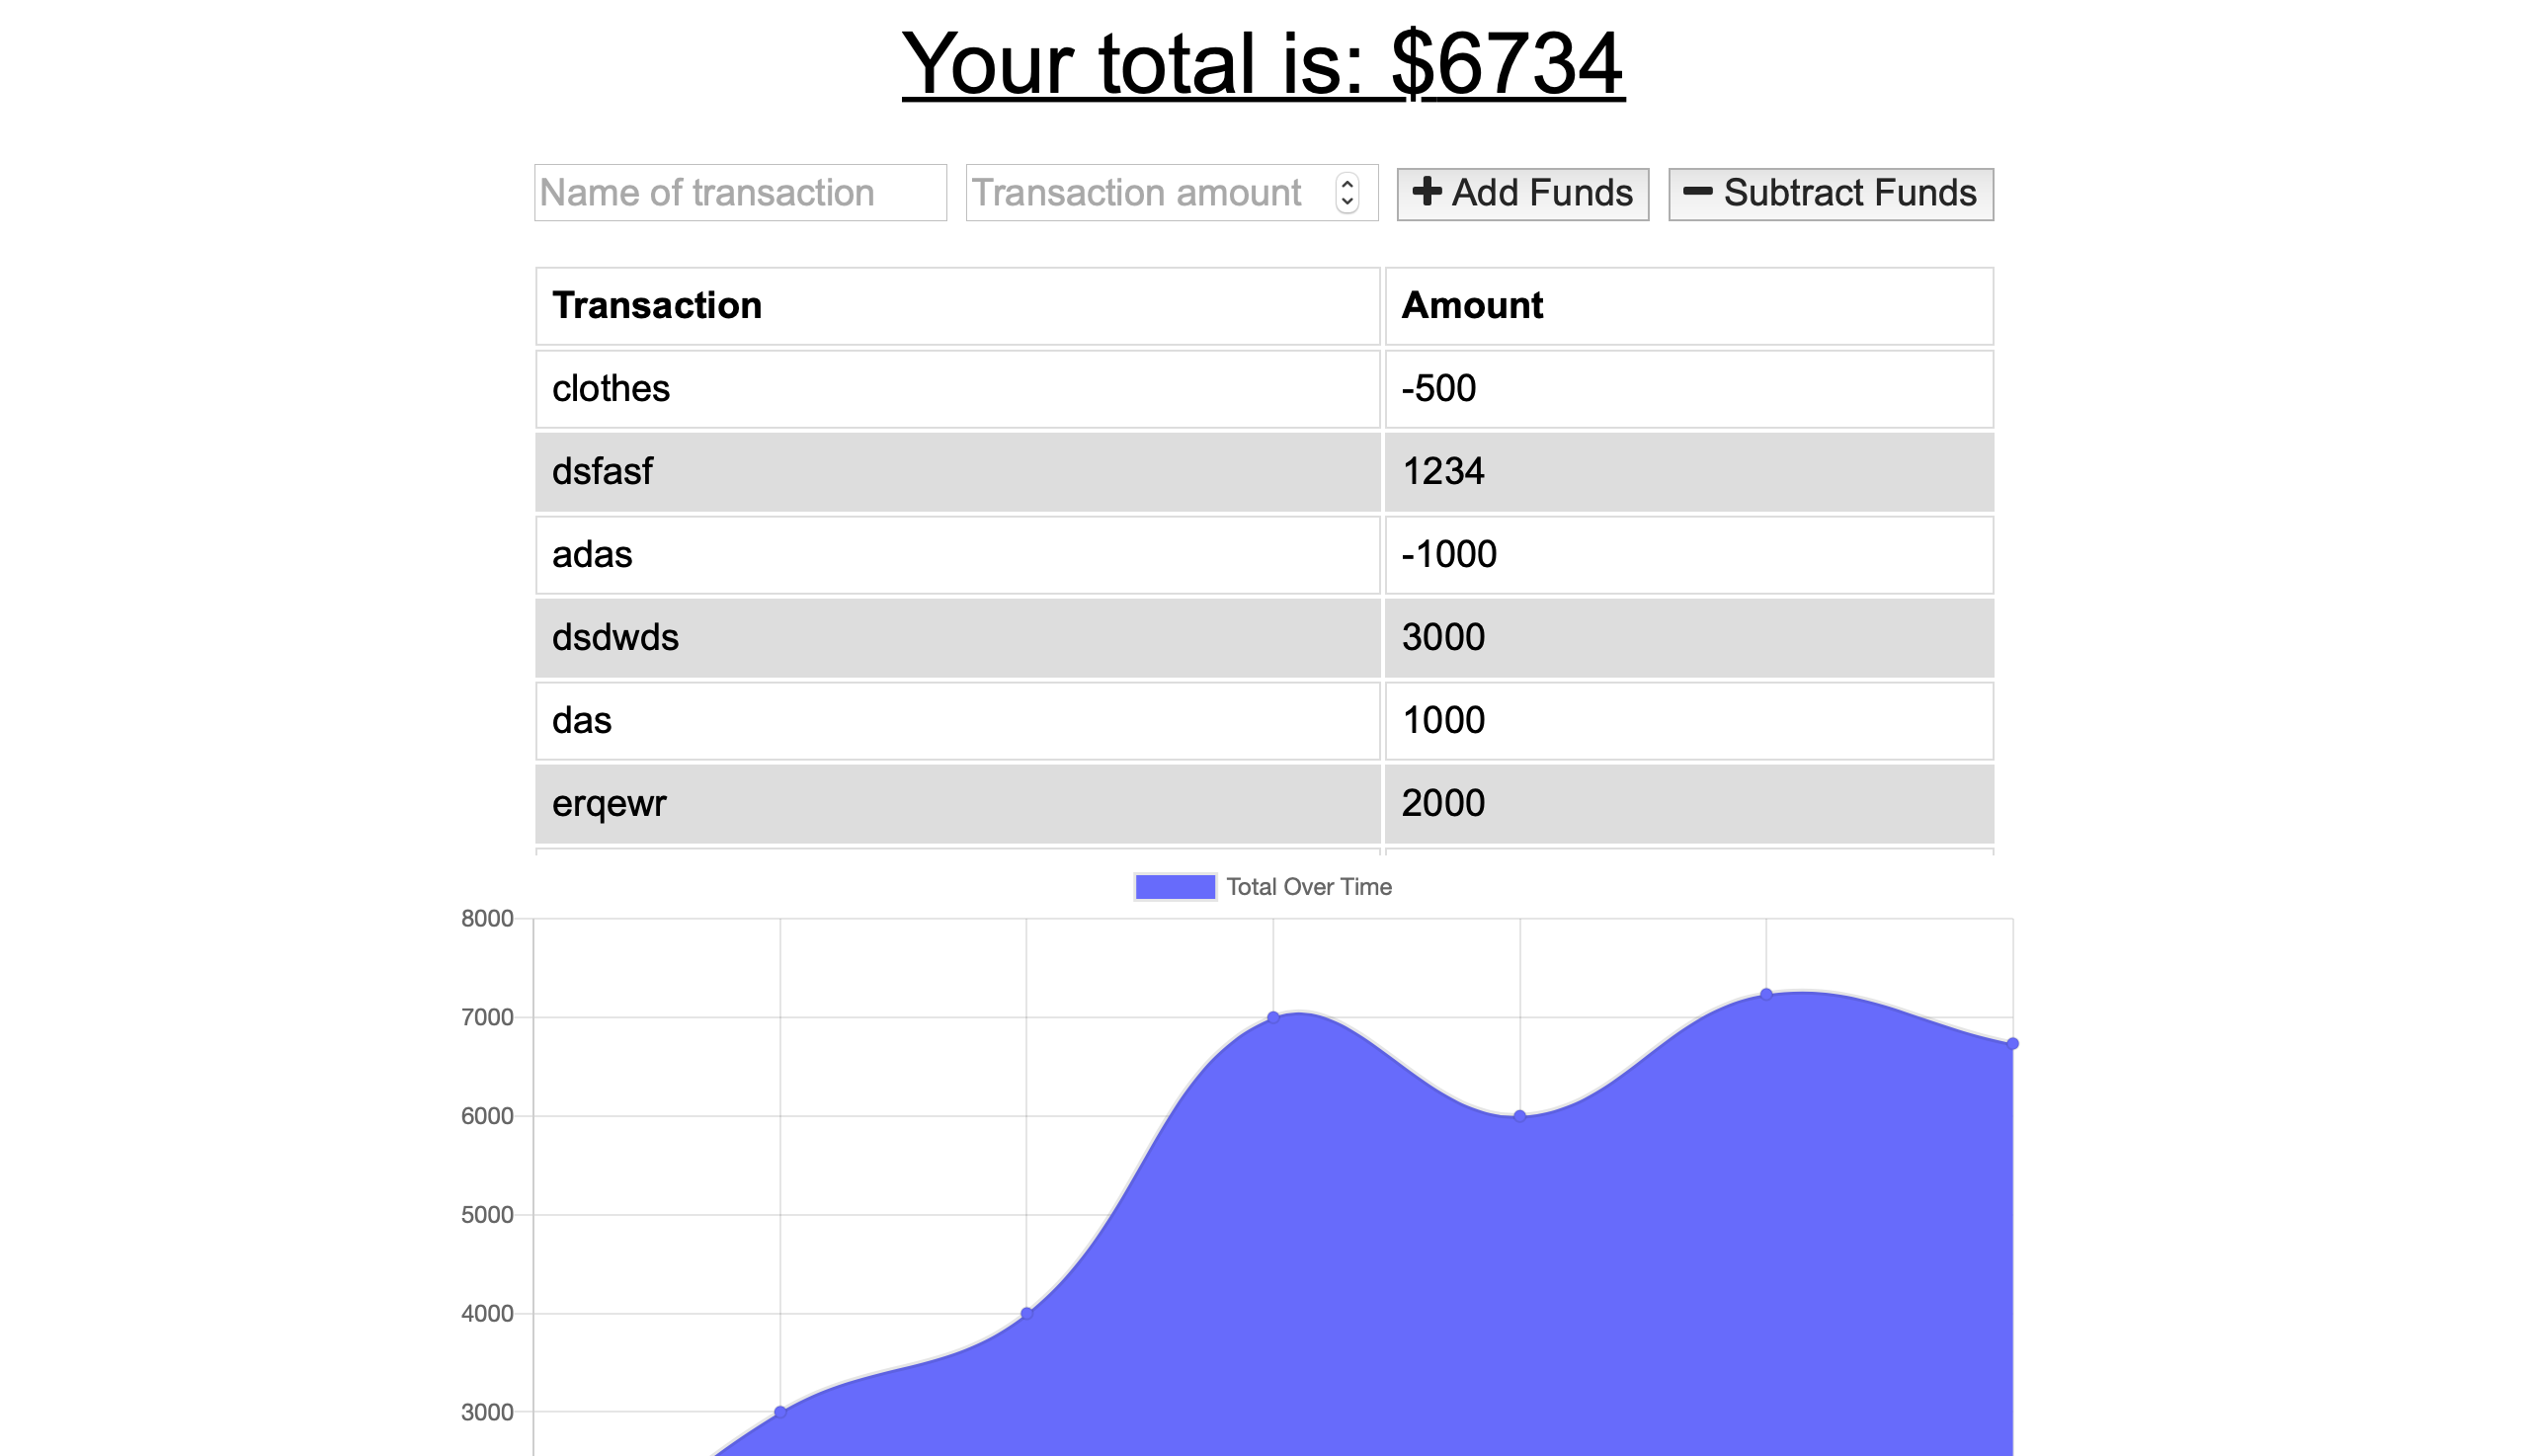 Your total is: $6734
Name of transaction Transaction amount Add Funds Subtract Funds
Transaction Amount
clothes -500
dsfasf 1234
adas -1000
dsdwds 3000
das 1000
erqewr 2000
Total Over Time
8000
7000
6000
5000
4000
3000